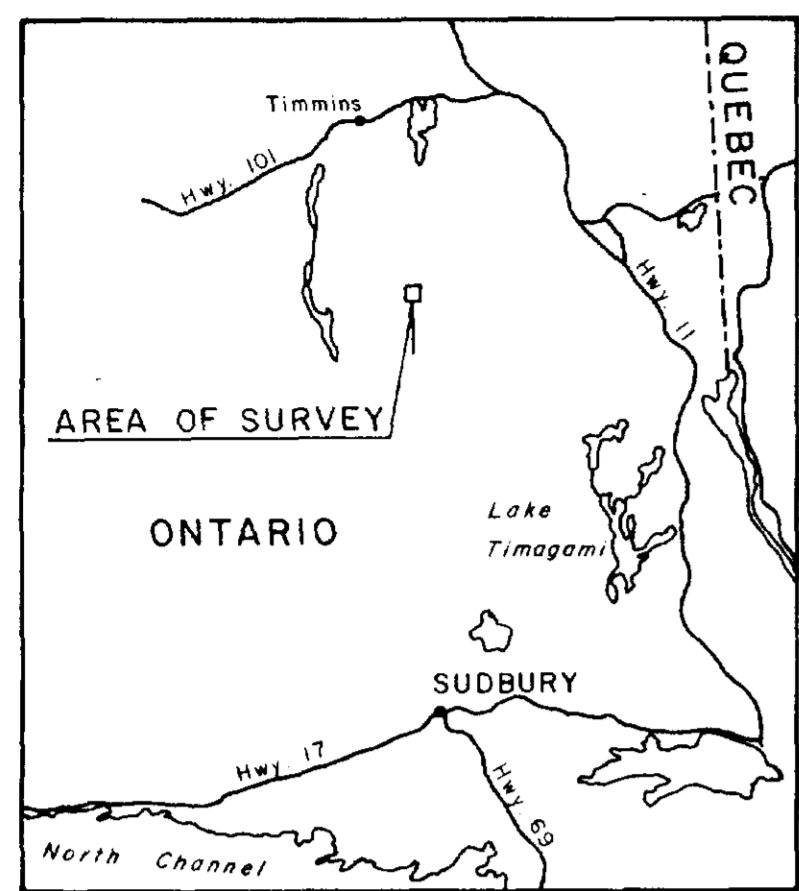 QUEBEC
Timmins
Hwy. 101
Hwy. 11
AREA OF SURVEY
ONTARIO
Lake
Timagami
SUDBURY
Hwy. 17
Hwy. 69
North Channel